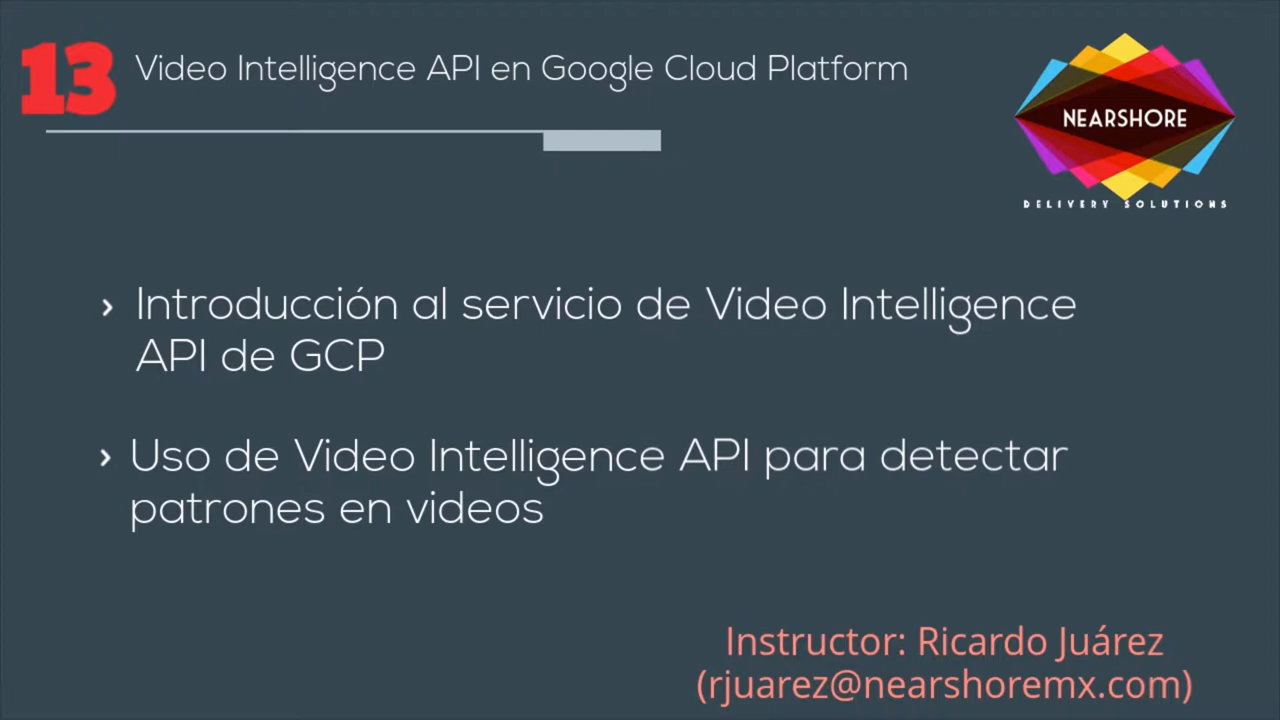 13 Video Intelligence API en Google Cloud Platform
NEARSHORE
DELIVERY SOLUTIONS
› Introducción al servicio de Video Intelligence
API de GCP
› Uso de Video Intelligence API para detectar
patrones en videos
Instructor: Ricardo Juárez
(rjuarez@nearshoremx.com)